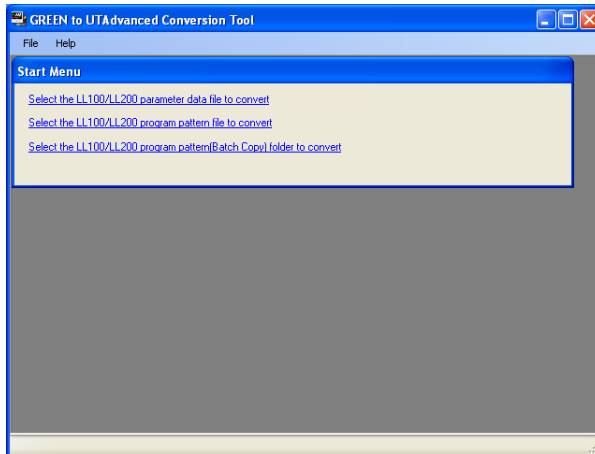 GREEN to UTAdvanced Conversion Tool
File Help
Start Menu
Select the LL100/LL200 parameter data file to convert
Select the LL100/LL200 program pattern file to convert
Select the LL100/LL200 program pattern(Batch Copy) folder to convert